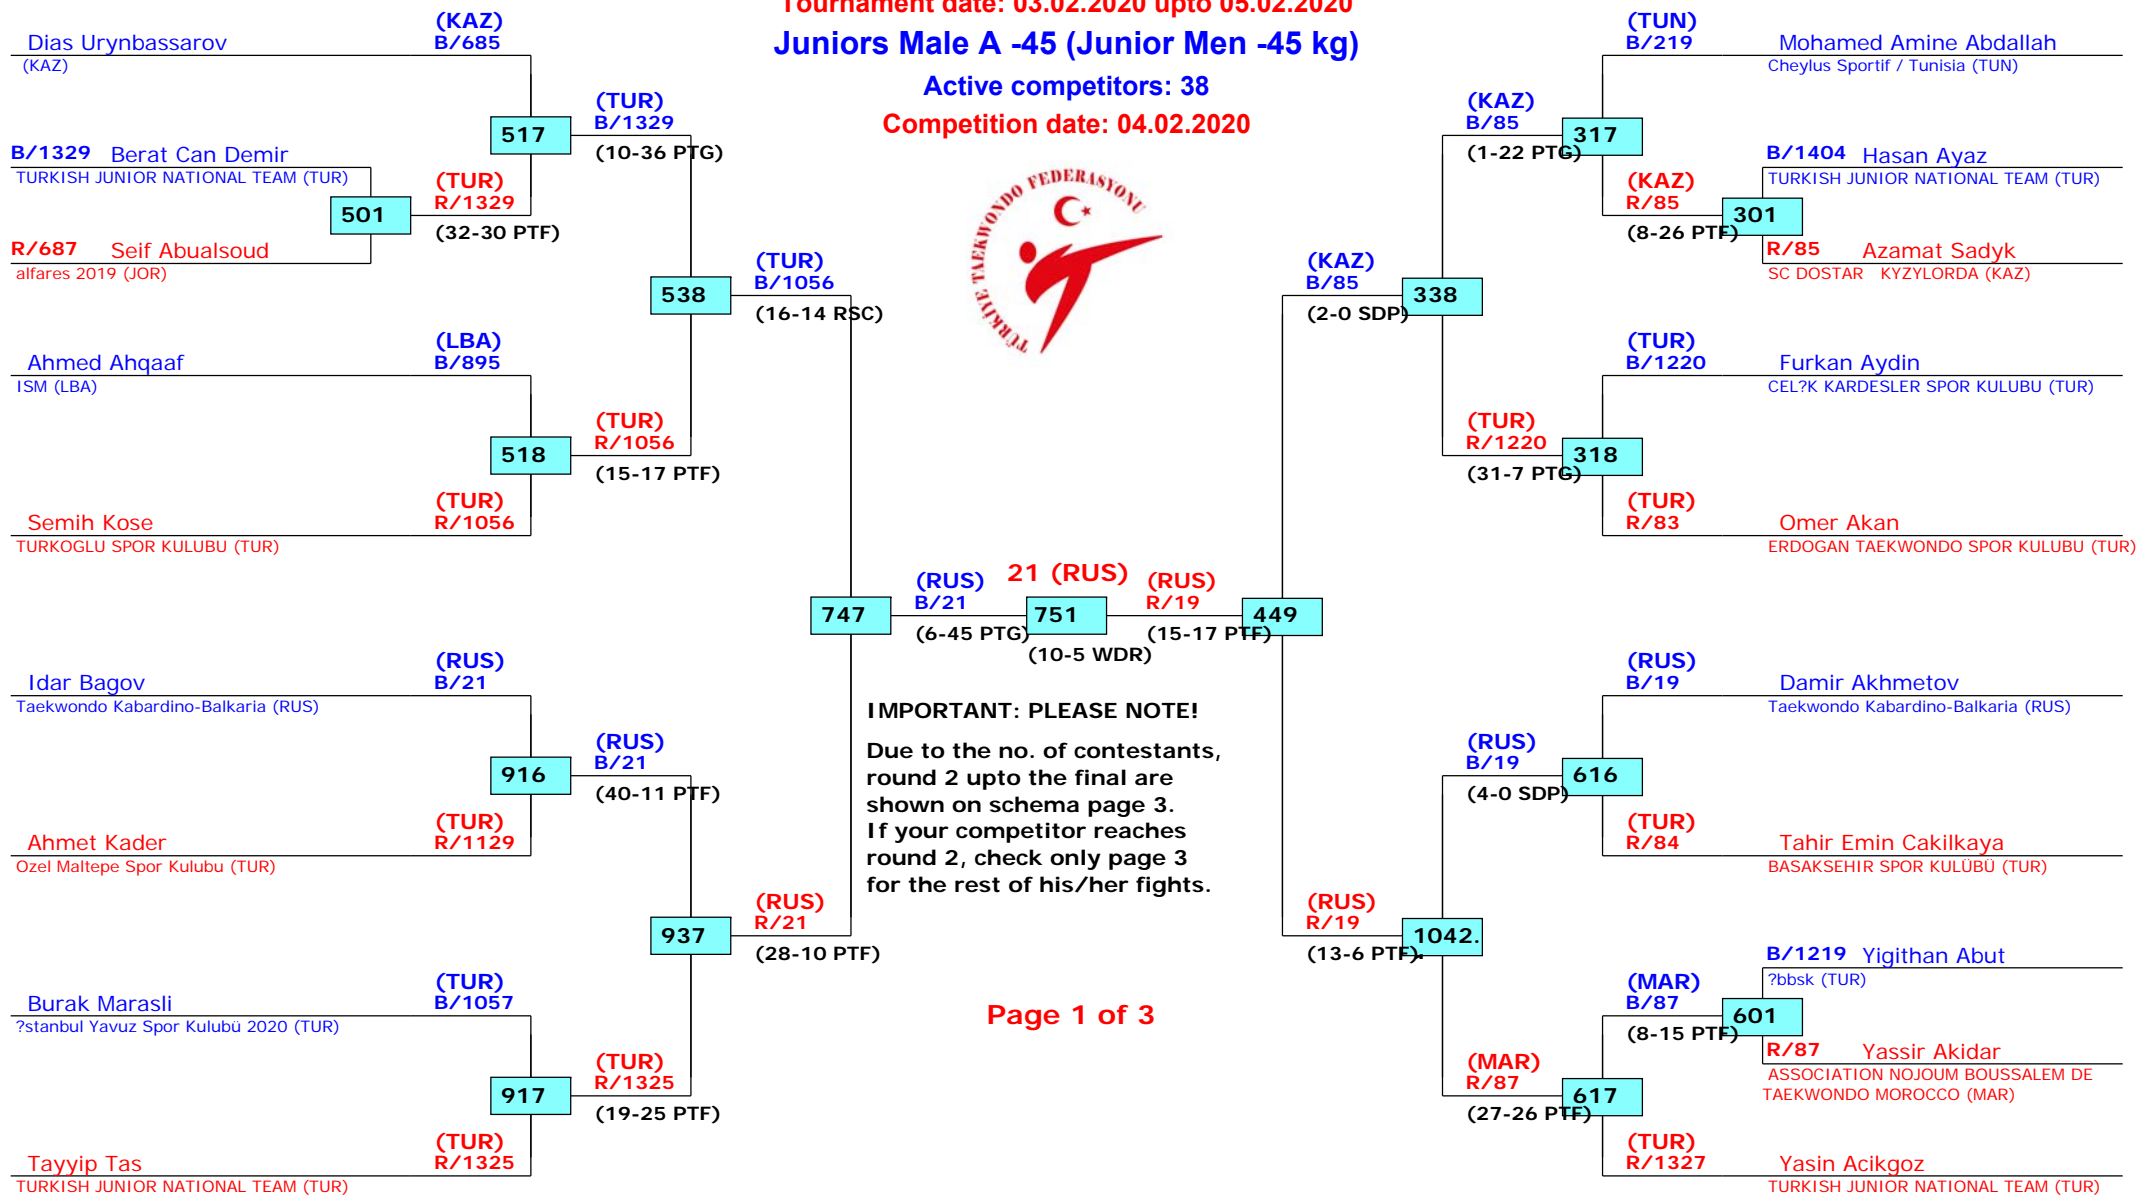 Tournament date: 03.02.2020 upto 05.02.2020
Juniors Male A -45 (Junior Men -45 kg)
Active competitors: 38
Competition date: 04.02.2020
TÜRKİYE TAEKWONDO FEDERASYONU
Dias Urynbassarov
(KAZ)
(KAZ)
B/685
517
(TUR)
B/1329
(10-36 PTG)
B/1329 Berat Can Demir
TURKISH JUNIOR NATIONAL TEAM (TUR)
501
(TUR)
R/1329
(32-30 PTF)
R/687 Seif Abualsoud
alfares 2019 (JOR)
538
(TUR)
B/1056
(16-14 RSC)
Ahmed Ahqaaf
ISM (LBA)
(LBA)
B/895
518
(TUR)
R/1056
(15-17 PTF)
Semih Kose
TURKOGLU SPOR KULUBU (TUR)
(TUR)
R/1056
747
(RUS)
B/21
(6-45 PTG)
21 (RUS)
751
(10-5 WDR)
(RUS)
R/19
(15-17 PTF)
449
Idar Bagov
Taekwondo Kabardino-Balkaria (RUS)
(RUS)
B/21
916
(RUS)
B/21
(40-11 PTF)
Ahmet Kader
Ozel Maltepe Spor Kulubu (TUR)
(TUR)
R/1129
937
(RUS)
R/21
(28-10 PTF)
Burak Marasli
?stanbul Yavuz Spor Kulubü 2020 (TUR)
(TUR)
B/1057
917
(TUR)
R/1325
(19-25 PTF)
Tayyip Tas
TURKISH JUNIOR NATIONAL TEAM (TUR)
(TUR)
R/1325
IMPORTANT: PLEASE NOTE!
Due to the no. of contestants,
round 2 upto the final are
shown on schema page 3.
If your competitor reaches
round 2, check only page 3
for the rest of his/her fights.
Page 1 of 3
(TUN)
B/219
Mohamed Amine Abdallah
Cheylus Sportif / Tunisia (TUN)
(KAZ)
B/85
(1-22 PTG)
317
B/1404 Hasan Ayaz
TURKISH JUNIOR NATIONAL TEAM (TUR)
(KAZ)
R/85
(8-26 PTF)
301
R/85 Azamat Sadyk
SC DOSTAR KYZYLORDA (KAZ)
(KAZ)
B/85
(2-0 SDP)
338
(TUR)
B/1220
Furkan Aydin
CEL?K KARDESLER SPOR KULUBU (TUR)
(TUR)
R/1220
(31-7 PTG)
318
(TUR)
R/83
Omer Akan
ERDOGAN TAEKWONDO SPOR KULUBU (TUR)
(RUS)
B/19
Damir Akhmetov
Taekwondo Kabardino-Balkaria (RUS)
(RUS)
B/19
(4-0 SDP)
616
(TUR)
R/84
Tahir Emin Cakilkaya
BASAKSEHIR SPOR KULÜBÜ (TUR)
(RUS)
R/19
(13-6 PTF).
1042.
B/1219 Yigithan Abut
?bbsk (TUR)
(MAR)
B/87
(8-15 PTF)
601
R/87 Yassir Akidar
ASSOCIATION NOJOUM BOUSSALEM DE
TAEKWONDO MOROCCO (MAR)
(MAR)
R/87
(27-26 PTF)
617
(TUR)
R/1327
Yasin Acikgoz
TURKISH JUNIOR NATIONAL TEAM (TUR)